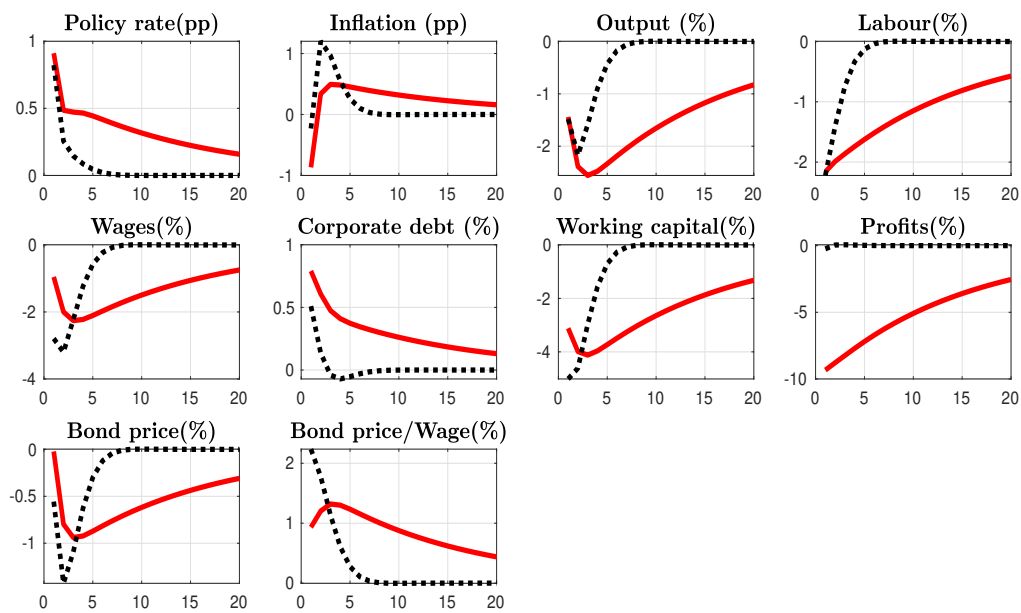 Policy rate(pp) Inflation (pp) Output (%) Labour(%)
1 1 0 0
0.5 0 -1 -1
0 -1 -2 -2
0 5 10 15 20 0 5 10 15 20 0 5 10 15 20 0 5 10 15 20
Wages(%) Corporate debt (%) Working capital(%) Profits(%)
0 1 0 0
-2 0.5 -2 -5
-4 0 -4 -10
0 5 10 15 20 0 5 10 15 20 0 5 10 15 20 0 5 10 15 20
Bond price(%) Bond price/Wage(%)
0 2
-0.5 1
-1 0
0 5 10 15 20 0 5 10 15 20